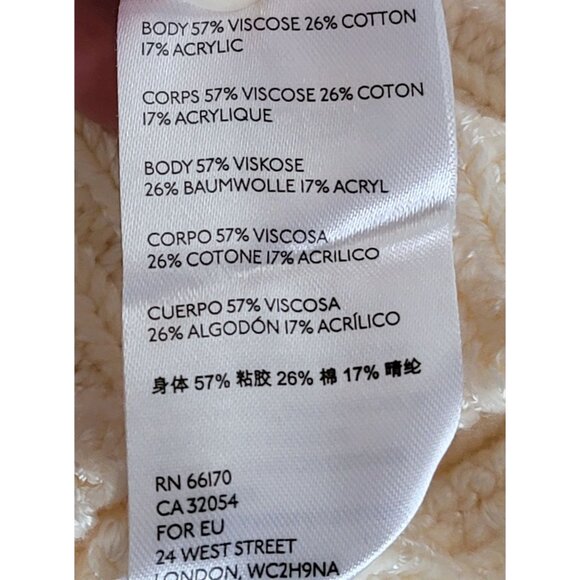 BODY 57% VISCOSE 26% COTTON
17% ACRYLIC
CORPS 57% VISCOSE 26% COTON
17% ACRYLIQUE
BODY 57% VISKOSE
26% BAUMWOLLE 17% ACRYL
CORPO 57% VISCOSA
26% COTONE 17% ACRILICO
CUERPO 57% VISCOSA
26% ALGODÓN 17% ACRÍLICO
身体 57% 粘胶 26% 棉 17% 晴纶
RN 66170
CA 32054
FOR EU
24 WEST STREET
LONDON, WC2H9NA